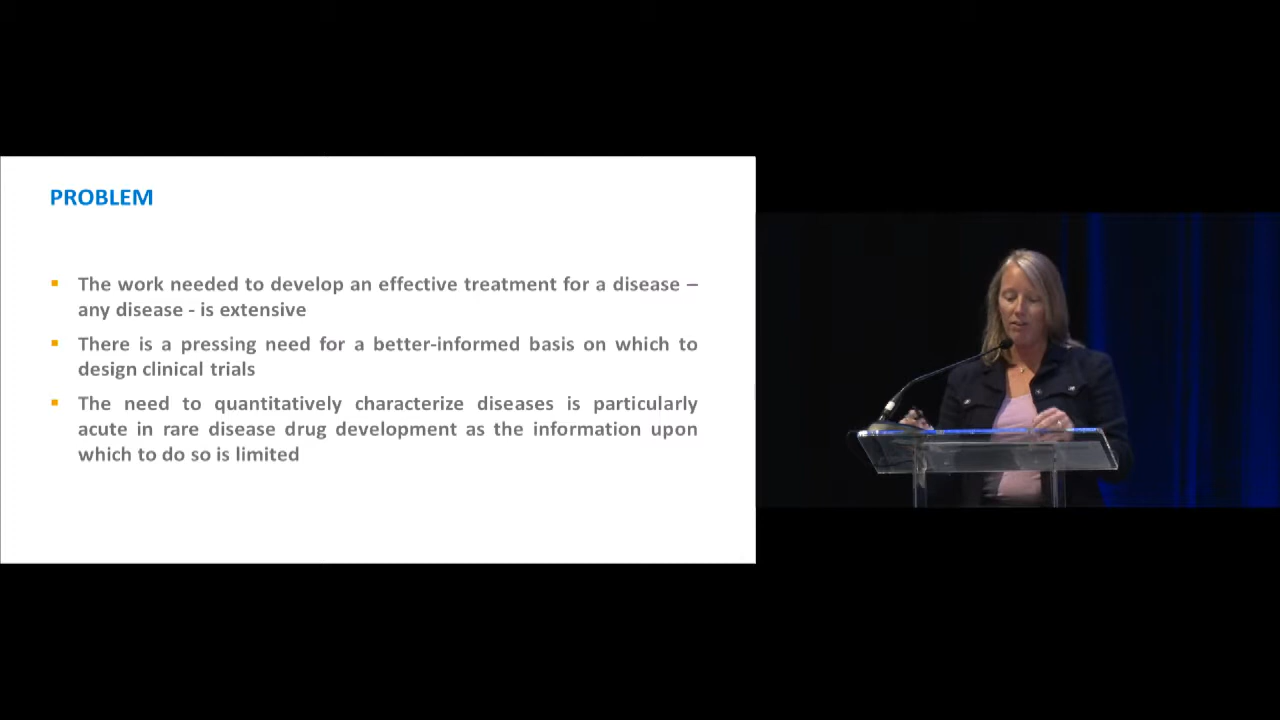 PROBLEM
The work needed to develop an effective treatment for a disease –
any disease - is extensive
There is a pressing need for a better-informed basis on which to
design clinical trials
The need to quantitatively characterize diseases is particularly
acute in rare disease drug development as the information upon
which to do so is limited